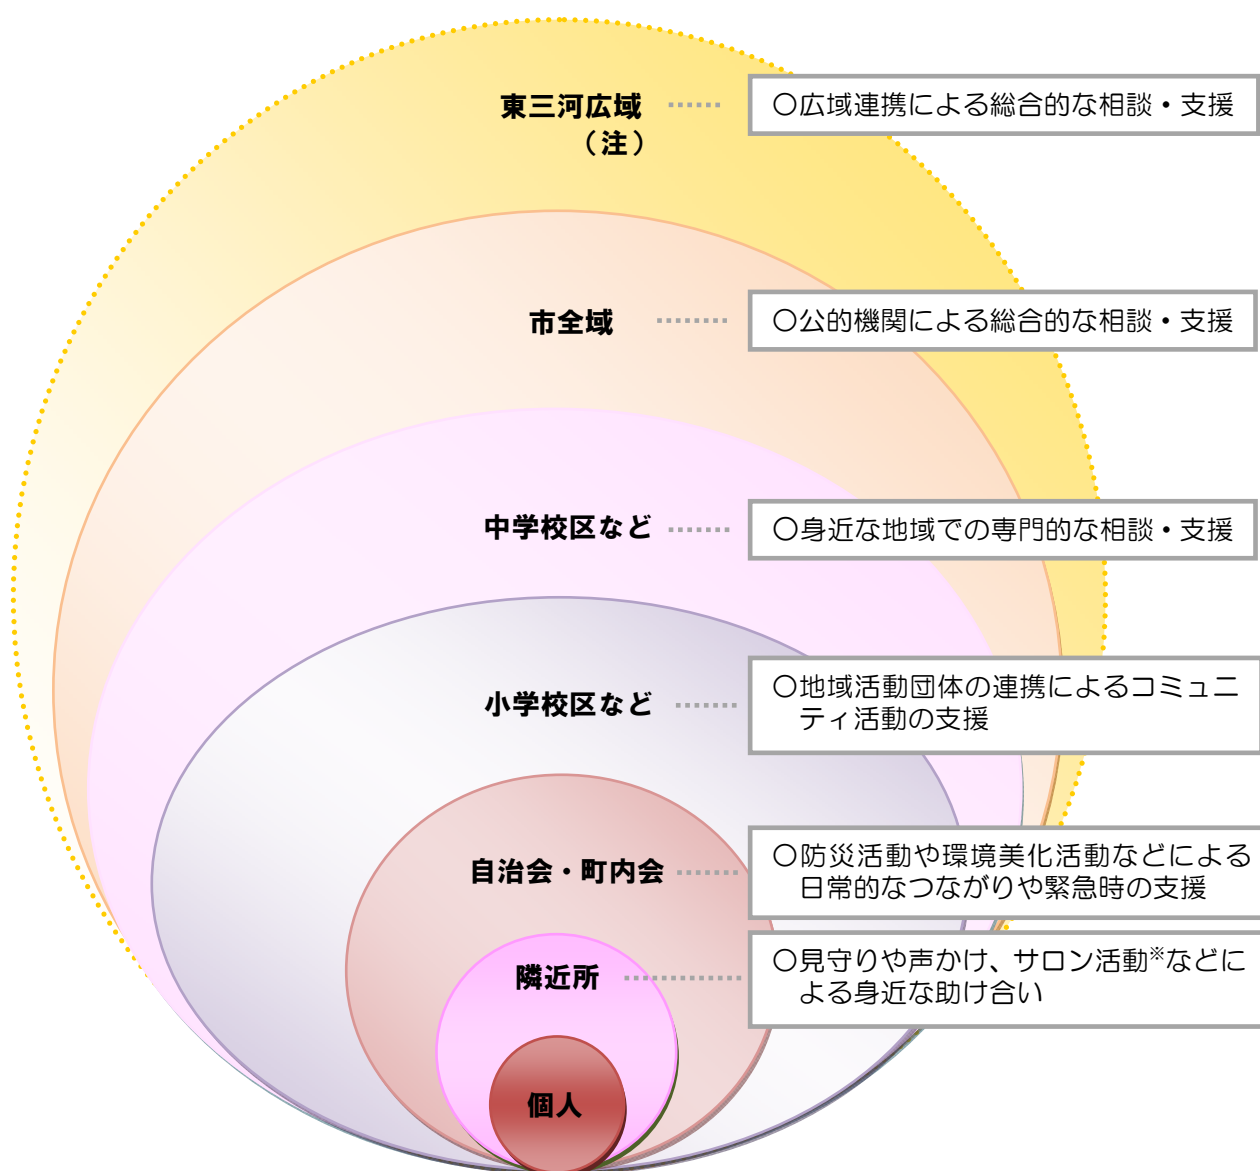 東三河広域
（注）
〇広域連携による総合的な相談・支援
市全域
〇公的機関による総合的な相談・支援
中学校区など
〇身近な地域での専門的な相談・支援
小学校区など
〇地域活動団体の連携によるコミュニ
ティ活動の支援
自治会・町内会
〇防災活動や環境美化活動などによる
日常的なつながりや緊急時の支援
隣近所
〇見守りや声かけ、サロン活動※などに
よる身近な助け合い
個人